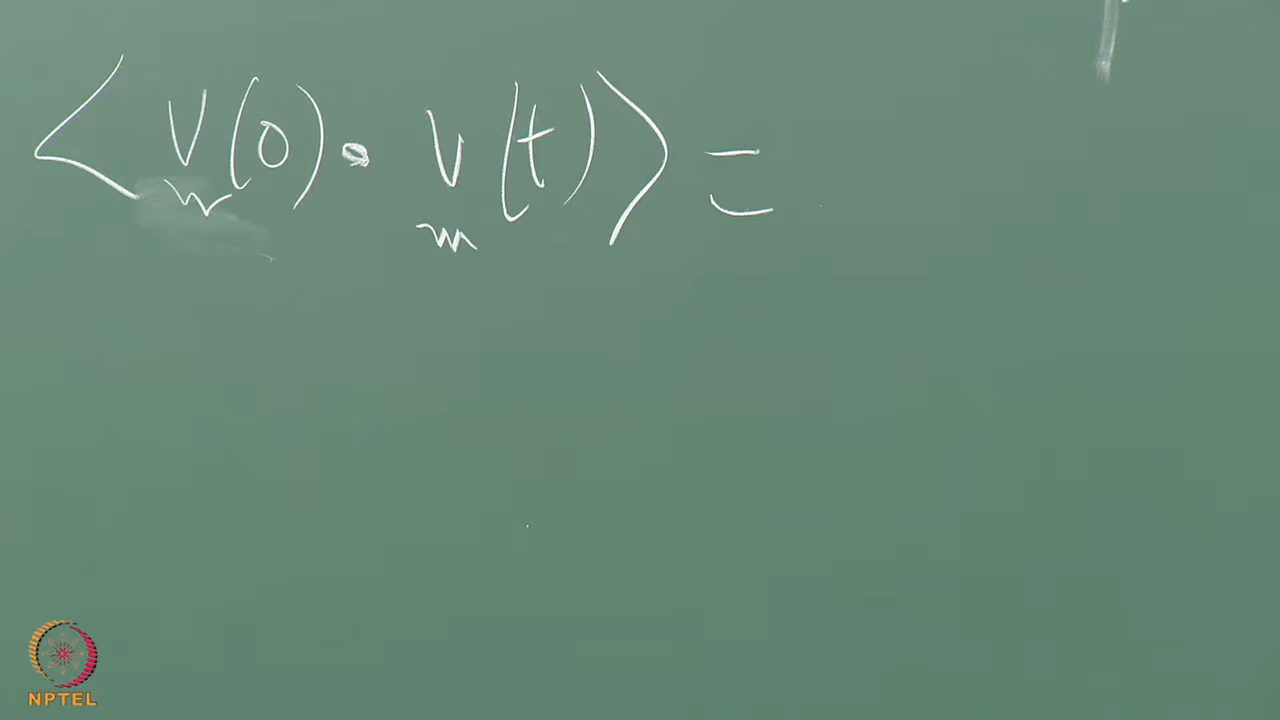 ⟨ v(0) • v(t) ⟩ =
NPTEL